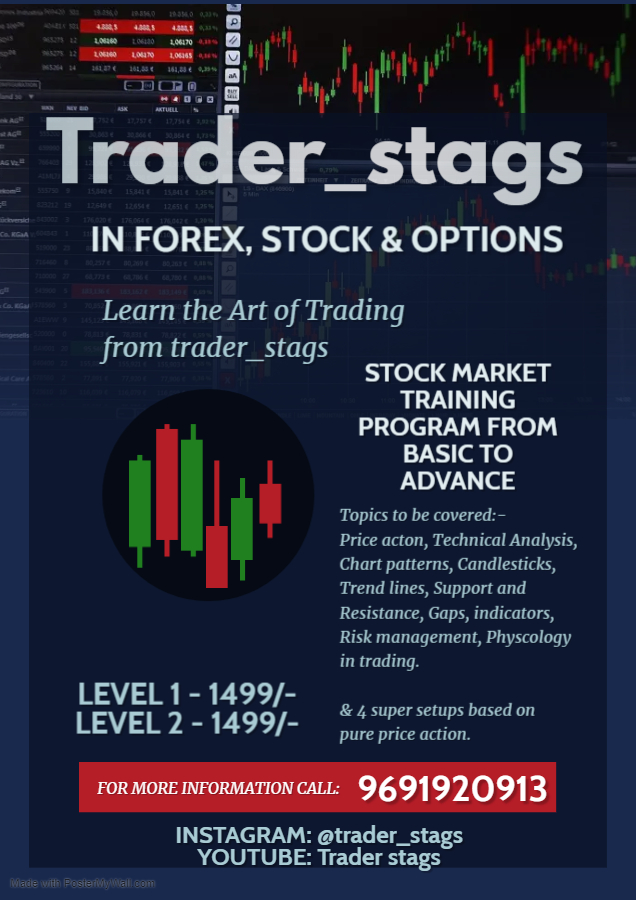 Trader_stags
IN FOREX, STOCK & OPTIONS
Learn the Art of Trading
from trader_stags
STOCK MARKET
TRAINING
PROGRAM FROM
BASIC TO
ADVANCE
Topics to be covered:-
Price acton, Technical Analysis,
Chart patterns, Candlesticks,
Trend lines, Support and
Resistance, Gaps, indicators,
Risk management, Physcology
in trading.
& 4 super setups based on
pure price action.
LEVEL 1 - 1499/-
LEVEL 2 - 1499/-
FOR MORE INFORMATION CALL: 9691920913
INSTAGRAM: @trader_stags
YOUTUBE: Trader stags
Made with PosterMyWall.com